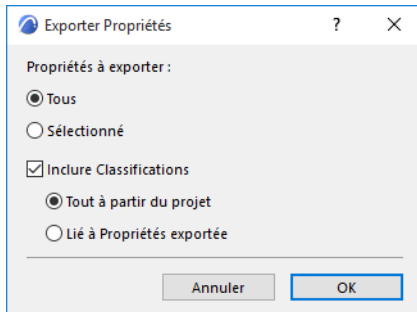 Exporter Propriétés
Propriétés à exporter :
Tous
Sélectionné
Inclure Classifications
Tout à partir du projet
Lié à Propriétés exportée
Annuler
OK